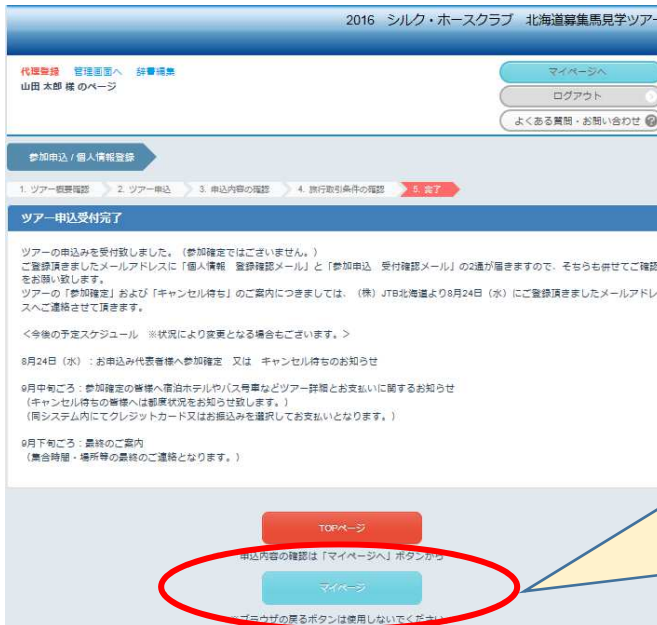 2016 シルク・ホースクラブ 北海道募集馬見学ツアー
代理登録 管理画面へ 辞書編集
山田 太郎 様 のページ
マイページへ
ログアウト
よくある質問・お問い合わせ ?
参加申込 / 個人情報登録
1. ツアー概要確認 2. ツアー申込 3. 申込内容の確認 4. 旅行取引条件の確認 5. 完了
ツアー申込受付完了
ツアーの申込みを受付致しました。(参加確定ではございません。)
ご登録頂きましたメールアドレスに「個人情報 登録確認メール」と「参加申込 受付確認メール」の2通が届きますので、そちらも併せてご確認
をお願い致します。
ツアーの「参加確定」および「キャンセル待ち」のご案内につきましては、(株)JTB北海道より8月24日(水)にご登録頂きましたメールアドレ
スへご連絡させて頂きます。
<今後の予定スケジュール ※状況により変更となる場合もございます。>
8月24日(水):お申込み代表者様へ参加確定 又は キャンセル待ちのお知らせ
9月中旬ごろ:参加確定の皆様へ宿泊ホテルやバス号車などツアー詳細とお支払いに関するお知らせ
(キャンセル待ちの皆様へは都度状況をお知らせ致します。)
(同システム内にてクレジットカード又はお振込みを選択してお支払いとなります。)
9月下旬ごろ:最終のご案内
(集合時間・場所等の最終のご連絡となります。)
TOPページ
申込内容の確認は「マイページへ」ボタンから
マイページ
※ブラウザの戻るボタンは使用しないでください